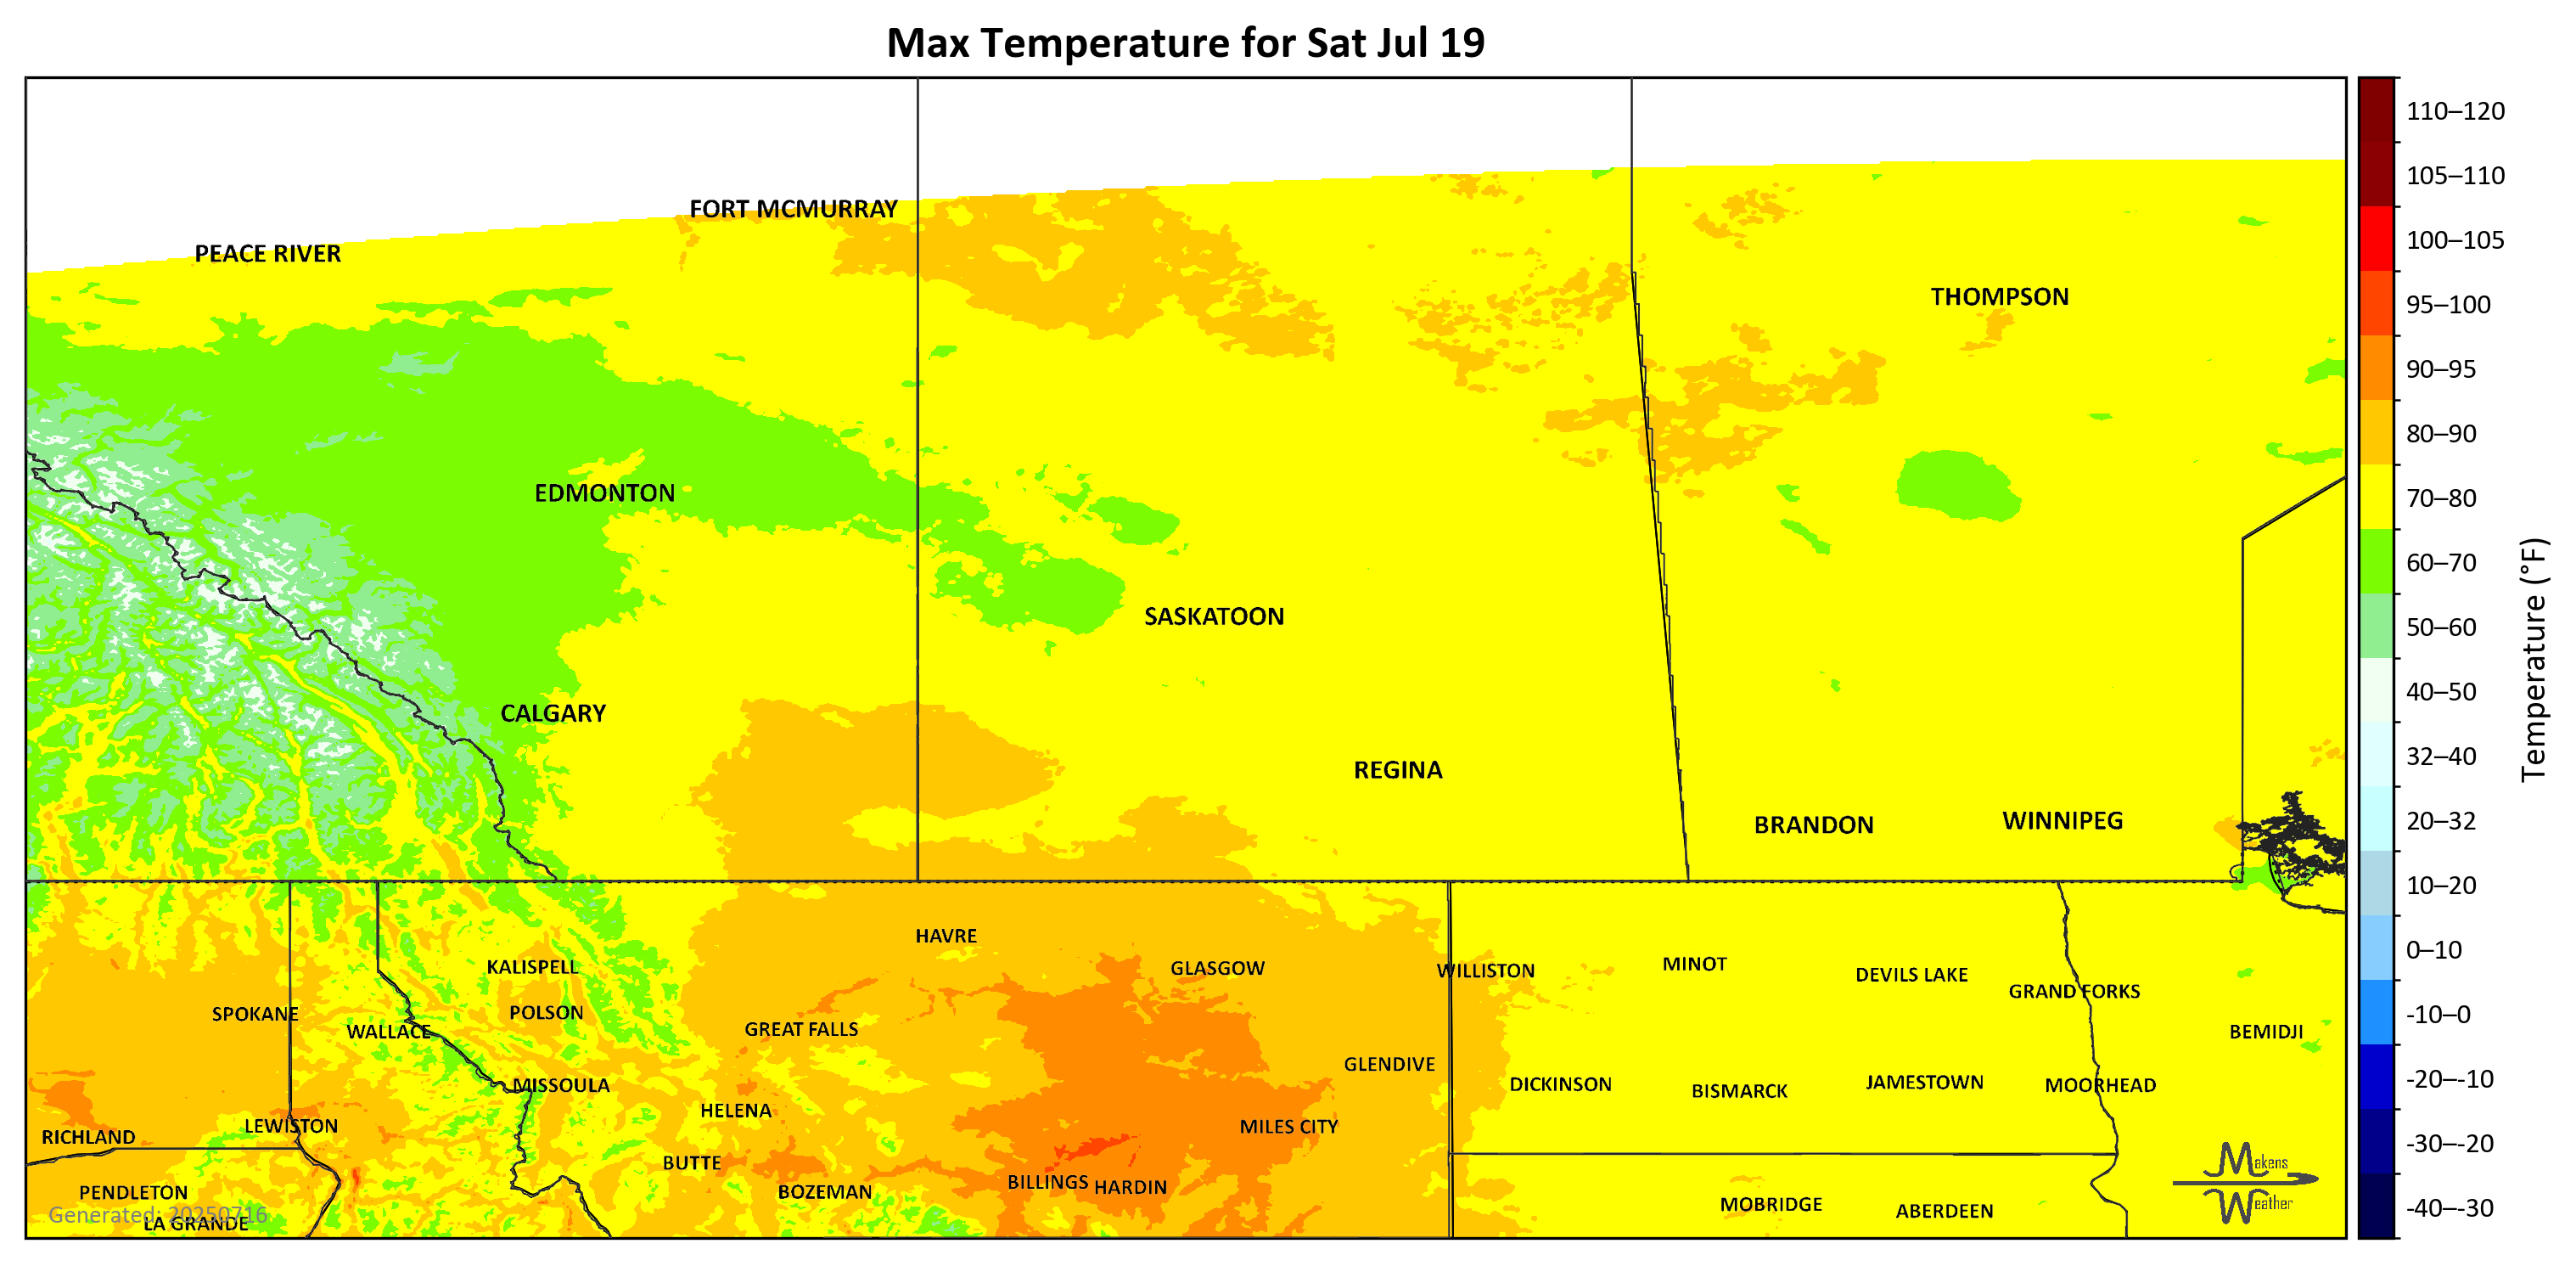 Max Temperature for Sat Jul 19
FORT MCMURRAY
PEACE RIVER
THOMPSON
EDMONTON
SASKATOON
CALGARY
REGINA
BRANDON
WINNIPEG
HAVRE
KALISPELL
GLASGOW
WILLISTON
MINOT
DEVILS LAKE
GRAND FORKS
SPOKANE
POLSON
WALLACE
GREAT FALLS
BEMIDJI
GLENDIVE
MISSOULA
DICKINSON
BISMARCK
JAMESTOWN
MOORHEAD
HELENA
LEWISTON
MILES CITY
RICHLAND
BUTTE
BILLINGS
HARDIN
PENDLETON
BOZEMAN
MOBRIDGE
ABERDEEN
LA GRANDE
Generated: 20250716
Makens
Weather
110–120
105–110
100–105
95–100
90–95
80–90
70–80
60–70
50–60
40–50
32–40
20–32
10–20
0–10
-10–0
-20–-10
-30–-20
-40–-30
Temperature (°F)